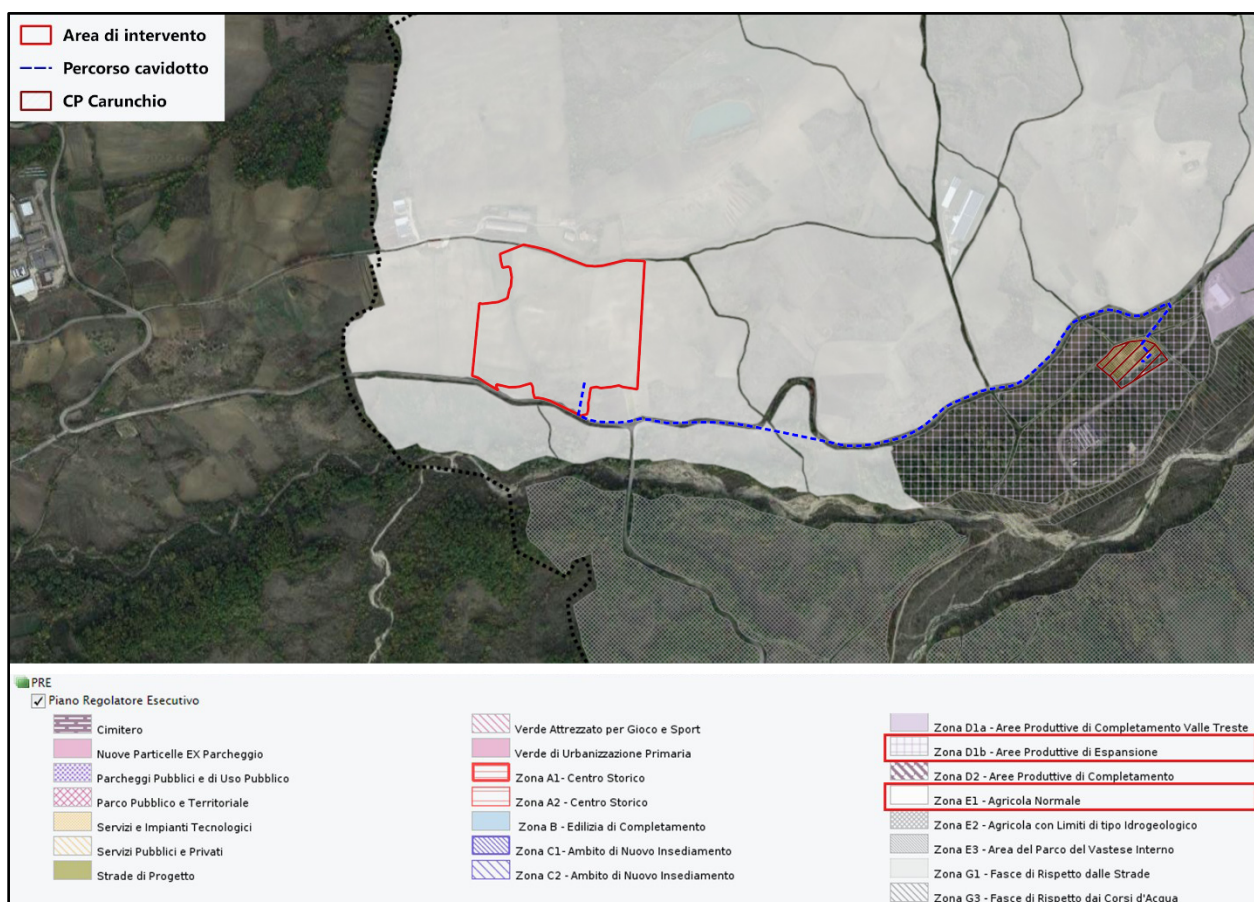 Area di intervento
Percorso cavidotto
CP Carunchio
PRE
Piano Regolatore Esecutivo
Cimitero
Nuove Particelle EX Parcheggio
Parcheggi Pubblici e di Uso Pubblico
Parco Pubblico e Territoriale
Servizi e Impianti Tecnologici
Servizi Pubblici e Privati
Strade di Progetto
Verde Attrezzato per Gioco e Sport
Verde di Urbanizzazione Primaria
Zona A1- Centro Storico
Zona A2 - Centro Storico
Zona B - Edilizia di Completamento
Zona C1- Ambito di Nuovo Insediamento
Zona C2 - Ambito di Nuovo Insediamento
Zona D1a - Aree Produttive di Completamento Valle Treste
Zona D1b - Aree Produttive di Espansione
Zona D2 - Aree Produttive di Completamento
Zona E1 - Agricola Normale
Zona E2 - Agricola con Limiti di tipo Idrogeologico
Zona E3 - Area del Parco del Vastese Interno
Zona G1 - Fasce di Rispetto dalle Strade
Zona G3 - Fasce di Rispetto dai Corsi d'Acqua